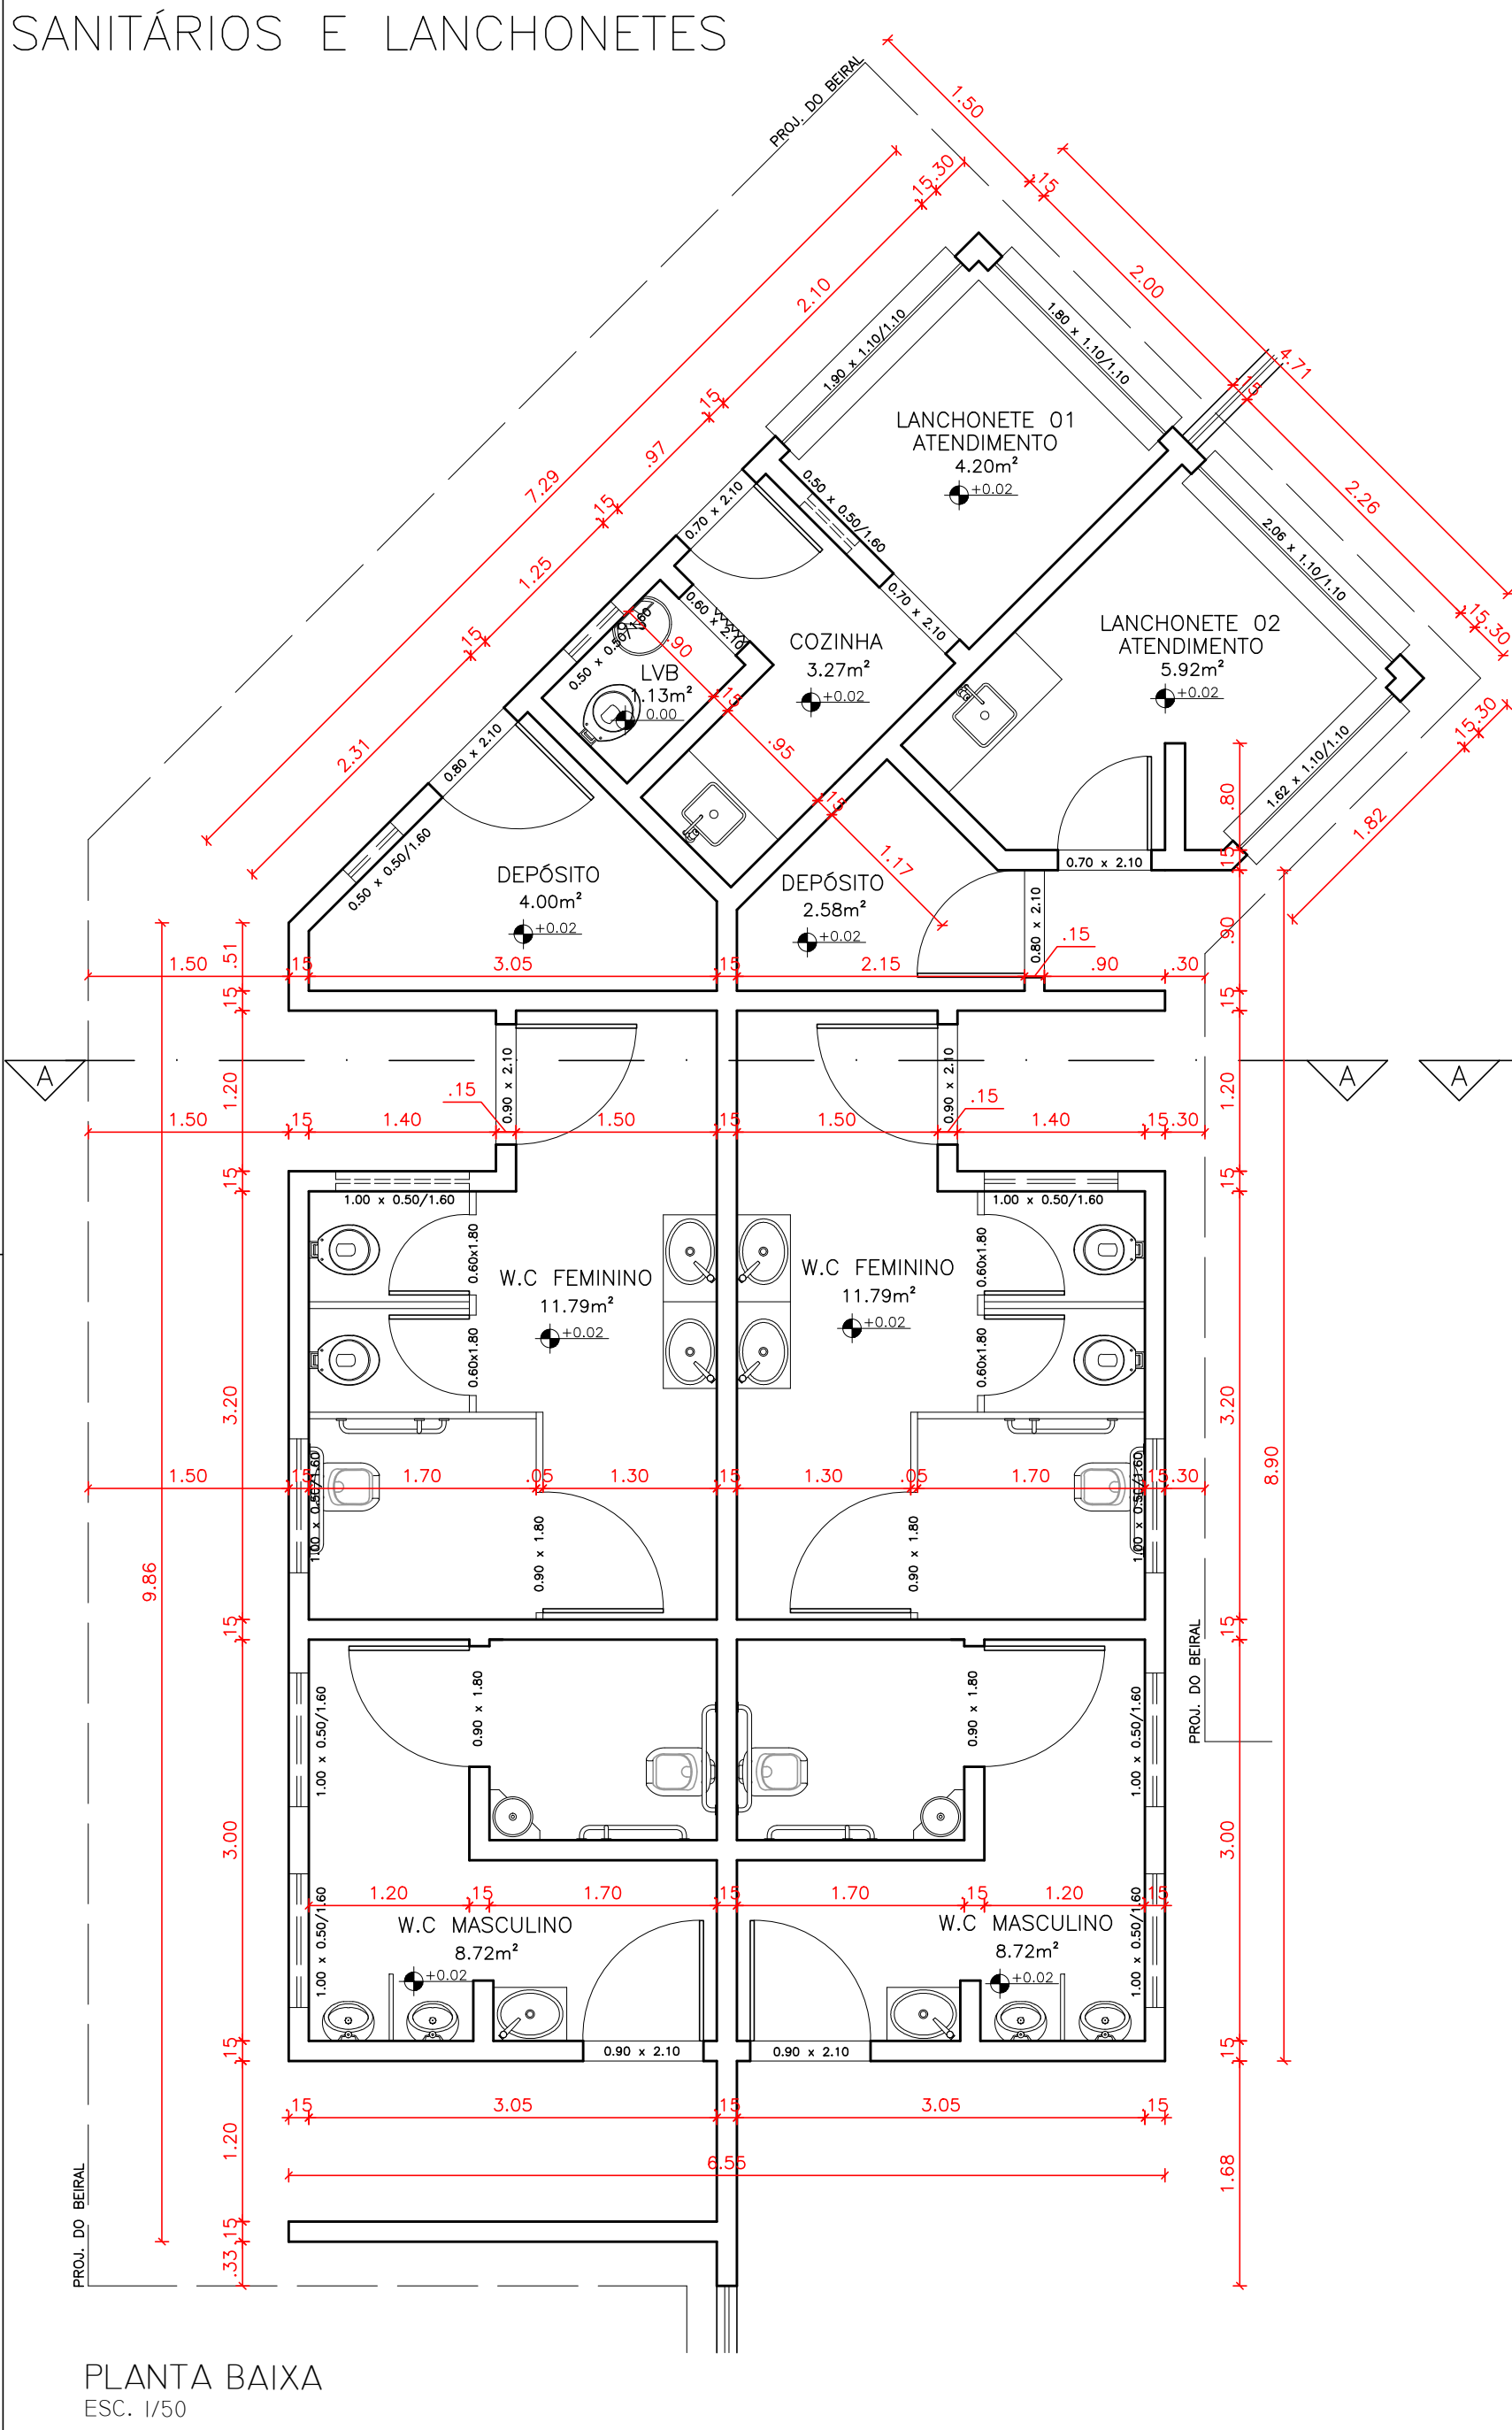 SANITÁRIOS E LANCHONETES
PROJ. DO BEIRAL
1.50
.15
2.00
4.71
.15
2.26
.15
.30
.15
.30
2.10
.15
.97
7.29
.15
1.25
.15
2.31
1.90 x 1.10/1.10
1.80 x 1.10/1.10
LANCHONETE 01
ATENDIMENTO
4.20m²
+0.02
0.50 x 0.50/1.60
0.70 x 2.10
0.70 x 2.10
2.06 x 1.10/1.10
LANCHONETE 02
ATENDIMENTO
5.92m²
+0.02
.15
.30
1.62 x 1.10/1.10
1.82
0.60 x 2.10
COZINHA
3.27m²
+0.02
0.50 x 0.50/1.60
.90
LVB
1.13m²
0.00
.15
.95
.15
1.17
0.80 x 2.10
0.50 x 0.50/1.60
DEPÓSITO
4.00m²
+0.02
DEPÓSITO
2.58m²
+0.02
0.70 x 2.10
0.80 x 2.10
.80
.15
.90
.15
.51
.15
1.50
.15
3.05
.15
2.15
.15
.90
.30
A
A
A
1.20
0.90 x 2.10
0.90 x 2.10
1.20
1.50
.15
1.40
.15
1.50
.15
1.50
.15
1.40
.15
.30
.15
1.00 x 0.50/1.60
1.00 x 0.50/1.60
.15
0.60x1.80
0.60x1.80
W.C FEMININO
11.79m²
+0.02
W.C FEMININO
11.79m²
+0.02
0.60x1.80
0.60x1.80
3.20
3.20
8.90
1.50
.15
1.70
.05
1.30
.15
1.30
.05
1.70
.15
.30
1.00 x 0.50/1.60
1.00 x 0.50/1.60
0.90 x 1.80
0.90 x 1.80
9.86
.15
.15
PROJ. DO BEIRAL
0.90 x 1.80
0.90 x 1.80
1.00 x 0.50/1.60
1.00 x 0.50/1.60
3.00
3.00
1.20
.15
1.70
.15
1.70
.15
1.20
.15
1.00 x 0.50/1.60
1.00 x 0.50/1.60
W.C MASCULINO
8.72m²
+0.02
W.C MASCULINO
8.72m²
+0.02
.15
0.90 x 2.10
0.90 x 2.10
.15
.15
3.05
.15
3.05
.15
1.20
6.55
1.68
PROJ. DO BEIRAL
.15
.33
PLANTA BAIXA
ESC. 1/50